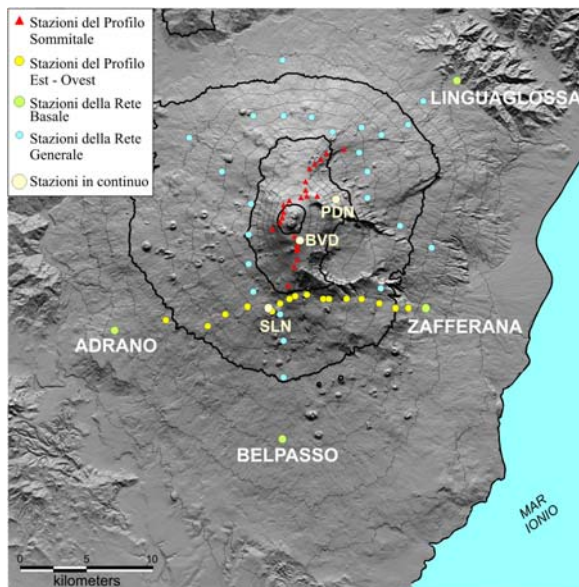 Stazioni del Profilo
Sommitale
Stazioni del Profilo
Est - Ovest
Stazioni della Rete
Basale
Stazioni della Rete
Generale
Stazioni in continuo
LINGUAGLOSSA
PDN
BVD
SLN
ZAFFERANA
ADRANO
BELPASSO
MAR
IONIO
0 5 10
kilometers